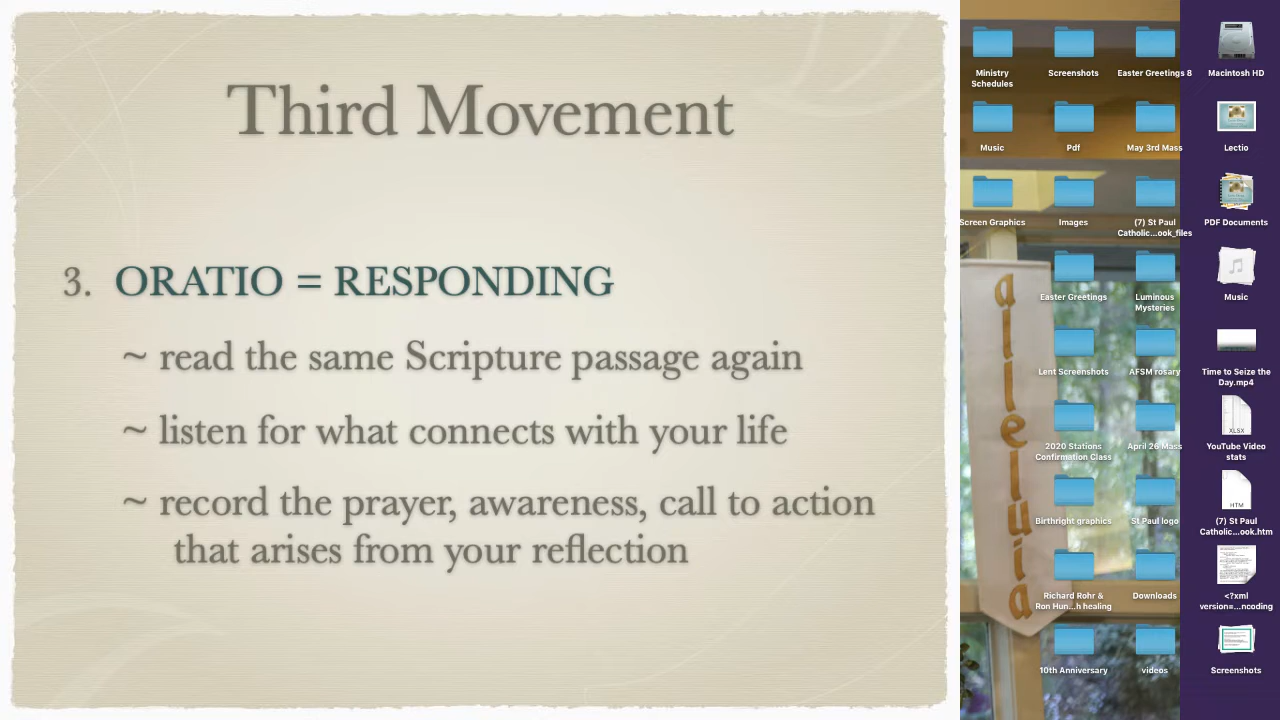 Third Movement
3. ORATIO = RESPONDING
~ read the same Scripture passage again
~ listen for what connects with your life
~ record the prayer, awareness, call to action
that arises from your reflection
Ministry
Schedules
Screenshots
Easter Greetings 8
Macintosh HD
Music
Pdf
May 3rd Mass
Lectio
Screen Graphics
Images
(7) St Paul
Catholic...ook_files
PDF Documents
Easter Greetings
Luminous
Mysteries
Music
Lent Screenshots
AFSM rosary
Time to Seize the
Day.mp4
2020 Stations
Confirmation Class
April 26 Mass
XLSX
YouTube Video
stats
Birthright graphics
St Paul logo
HTM
(7) St Paul
Catholic...ook.htm
Richard Rohr &
Ron Hun...h healing
Downloads
<?xml
version=...ncoding
10th Anniversary
videos
Screenshots
alleluia